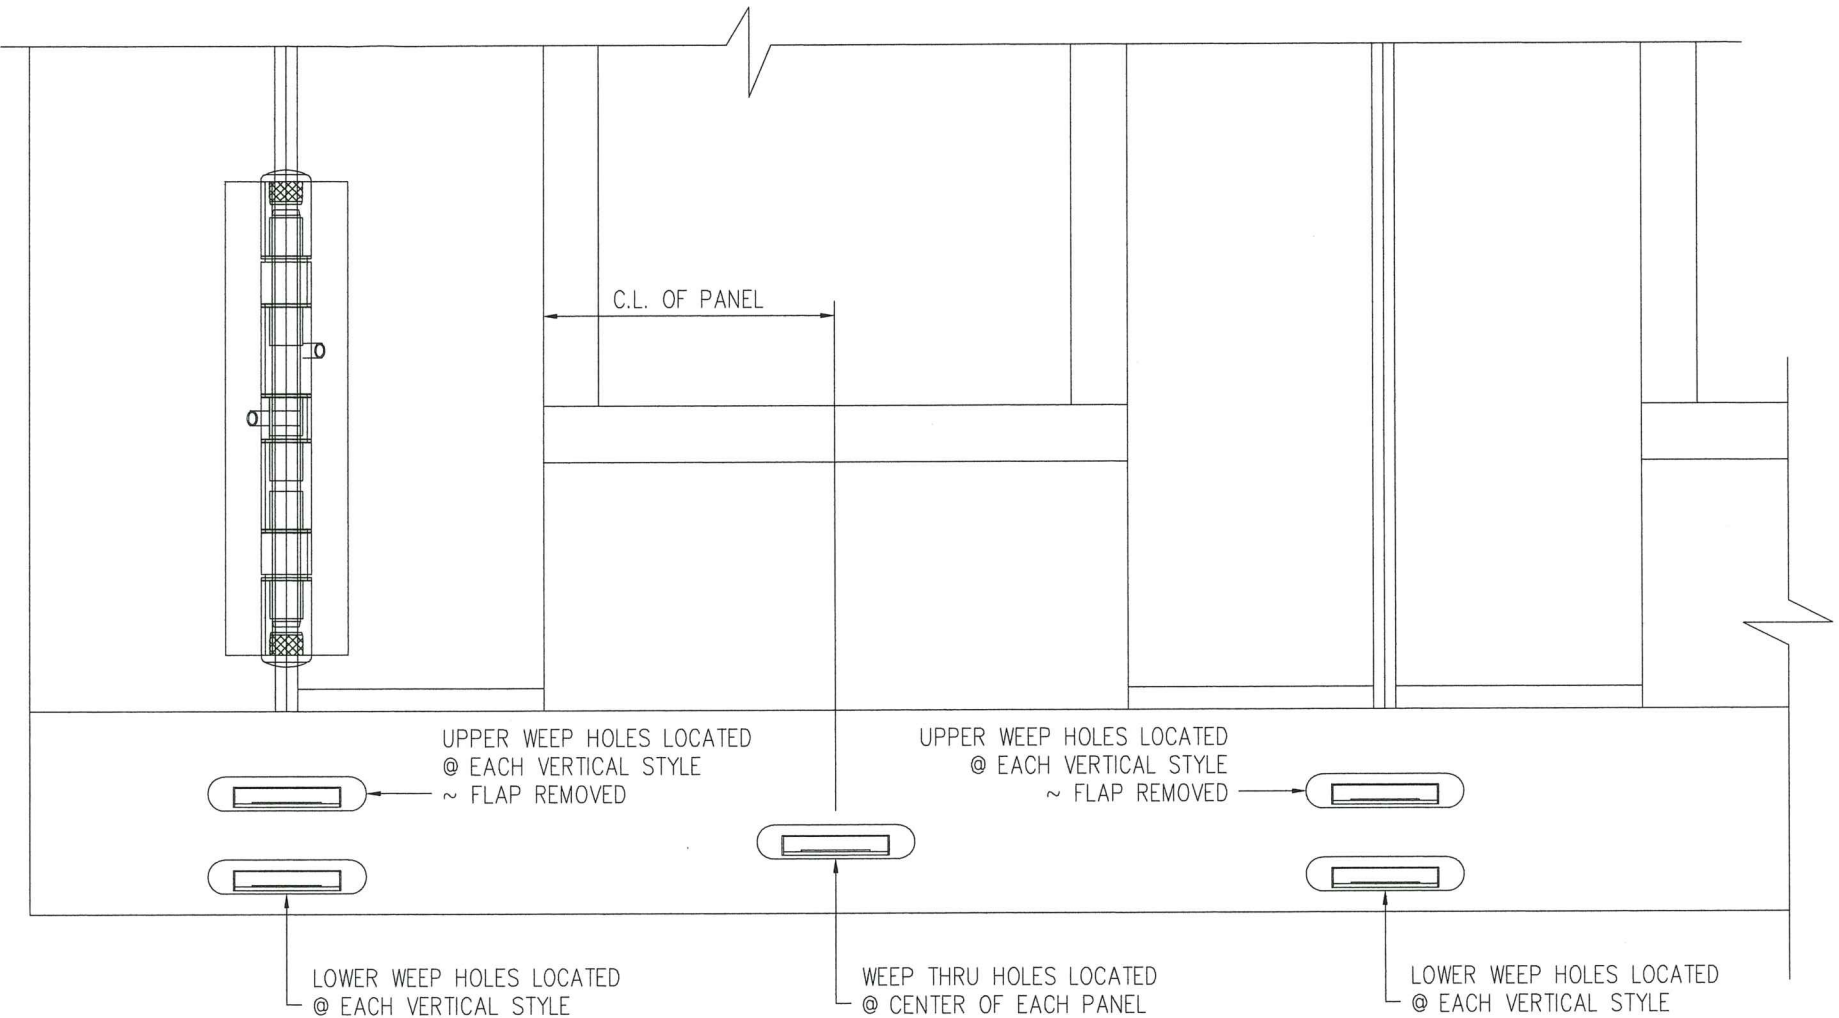 C.L. OF PANEL
UPPER WEEP HOLES LOCATED
@ EACH VERTICAL STYLE
~ FLAP REMOVED
UPPER WEEP HOLES LOCATED
@ EACH VERTICAL STYLE
~ FLAP REMOVED
LOWER WEEP HOLES LOCATED
@ EACH VERTICAL STYLE
WEEP THRU HOLES LOCATED
@ CENTER OF EACH PANEL
LOWER WEEP HOLES LOCATED
@ EACH VERTICAL STYLE